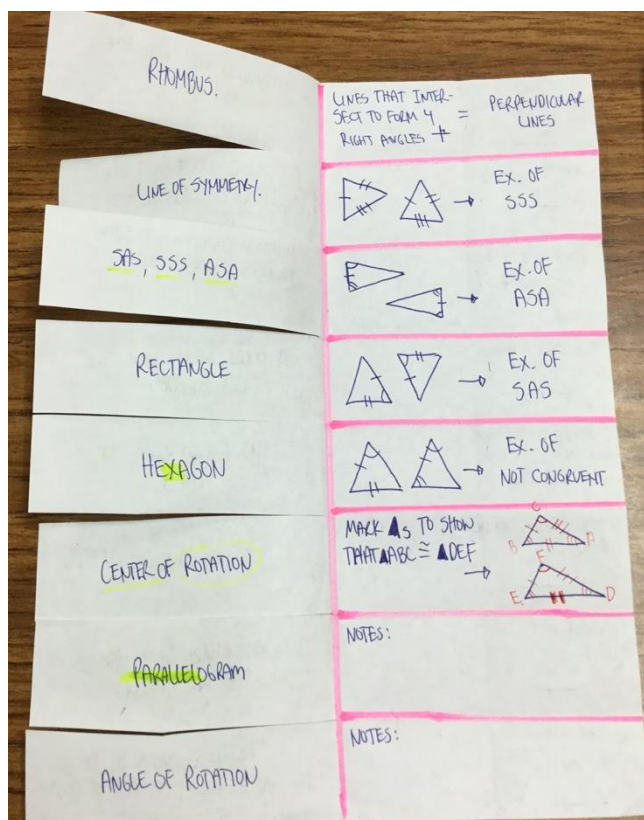 RHOMBUS.
LINES THAT INTER-
SECT TO FORM 4
RIGHT ANGLES
=
PERPENDICULAR
LINES
LINE OF SYMMETRY.
→ EX. OF
SSS
SAS, SSS, ASA
→ EX. OF
ASA
RECTANGLE
→ EX. OF
SAS
HEXAGON
→ EX. OF
NOT CONGRUENT
CENTER OF ROTATION
MARK ▲s TO SHOW
THAT ▲ABC ≅ ▲DEF
→
C
B A
F
E D
PARALLELOGRAM
NOTES:
ANGLE OF ROTATION
NOTES: